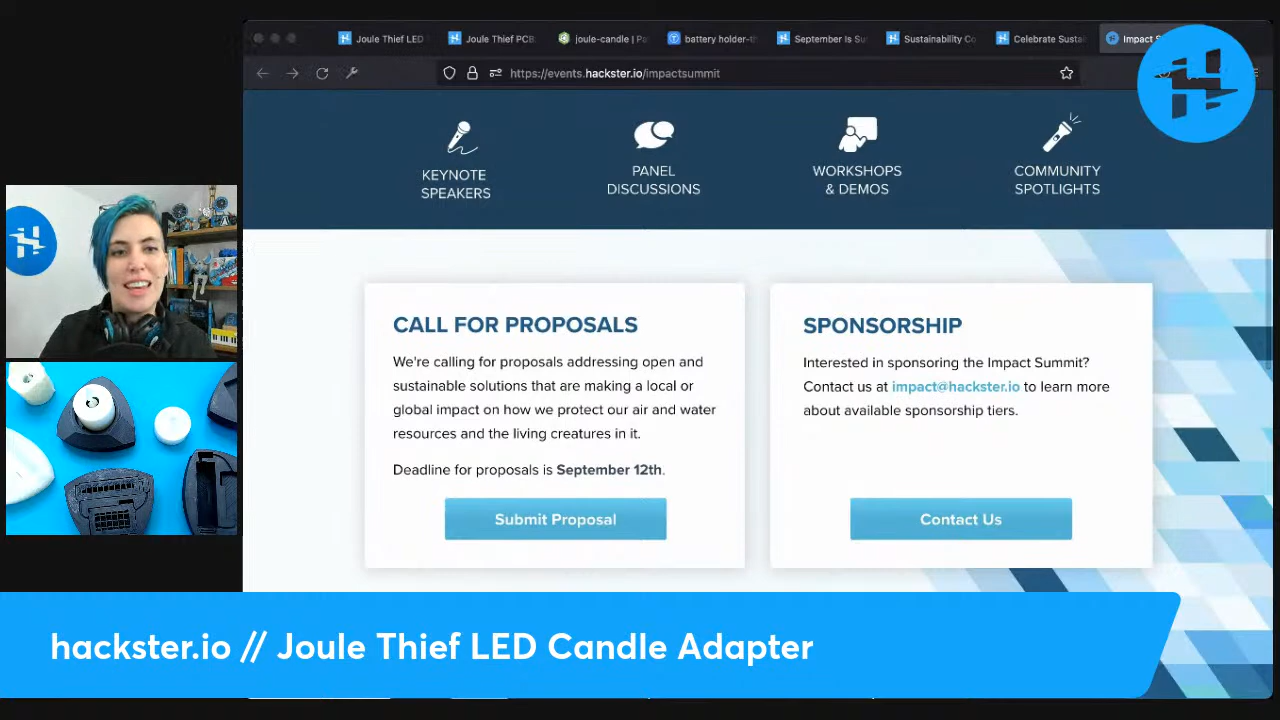 Joule Thief LED
Joule Thief PCB
joule-candle | Pa
battery holder-th
September Is Su
Sustainability Co
Celebrate Sustai
https://events.hackster.io/impactsummit
KEYNOTE
SPEAKERS
PANEL
DISCUSSIONS
WORKSHOPS
& DEMOS
COMMUNITY
SPOTLIGHTS
CALL FOR PROPOSALS
We're calling for proposals addressing open and
sustainable solutions that are making a local or
global impact on how we protect our air and water
resources and the living creatures in it.
Deadline for proposals is September 12th.
Submit Proposal
SPONSORSHIP
Interested in sponsoring the Impact Summit?
Contact us at impact@hackster.io to learn more
about available sponsorship tiers.
Contact Us
hackster.io // Joule Thief LED Candle Adapter